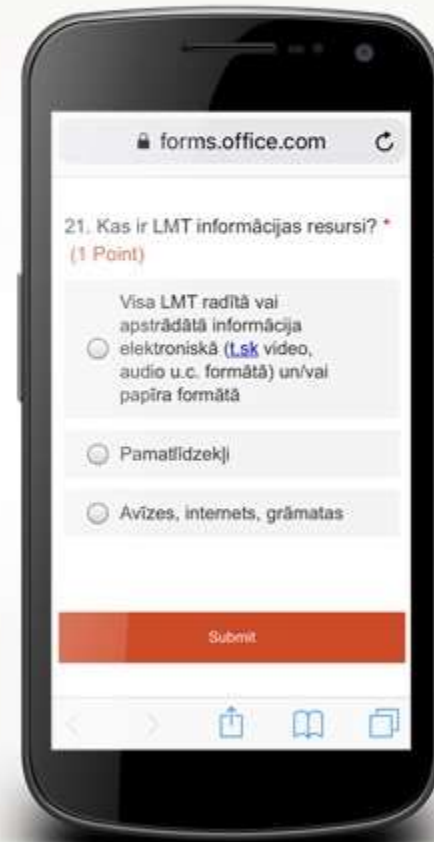 forms.office.com
21. Kas ir LMT informācijas resursi? *
(1 Point)
Visa LMT radītā vai
apstrādātā informācija
elektroniskā (t.sk video,
audio u.c. formātā) un/vai
papīra formātā
Pamatlīdzekļi
Avīzes, internets, grāmatas
Submit